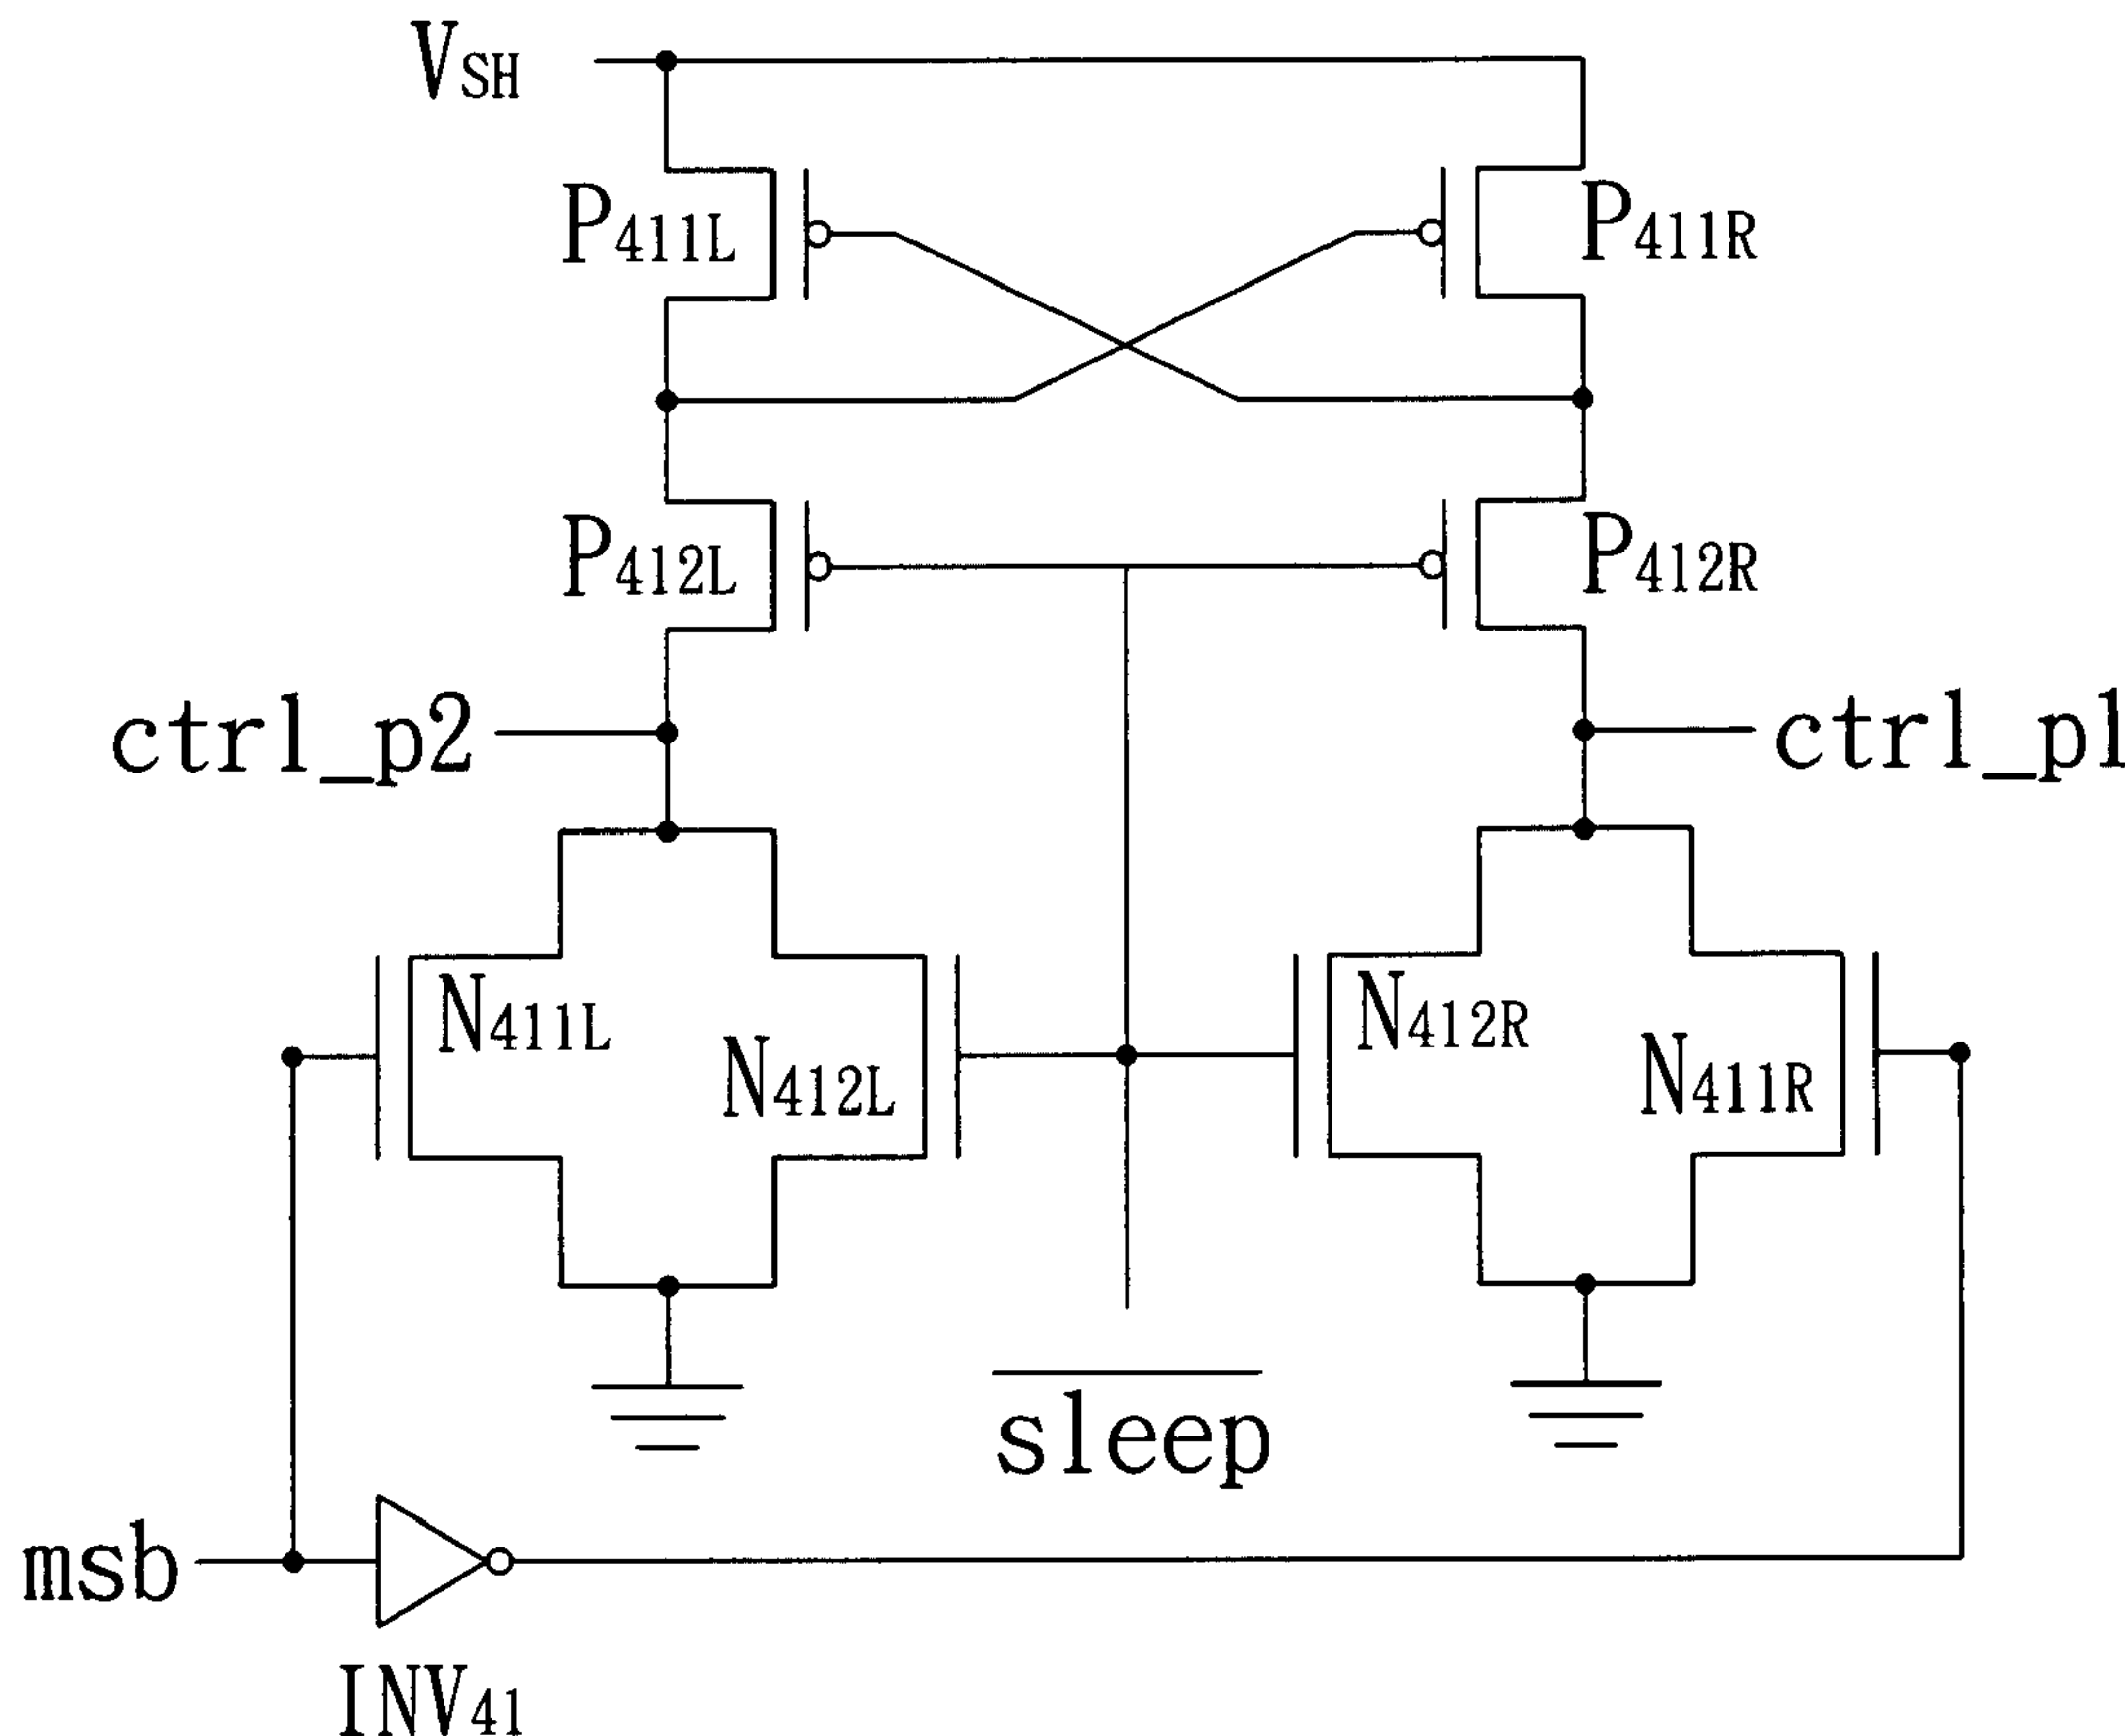 VSH
P411L
P411R
P412L
P412R
ctrl_p2
ctrl_p1
N411L
N412R
N412L
N411R
sleep
msb
INV41